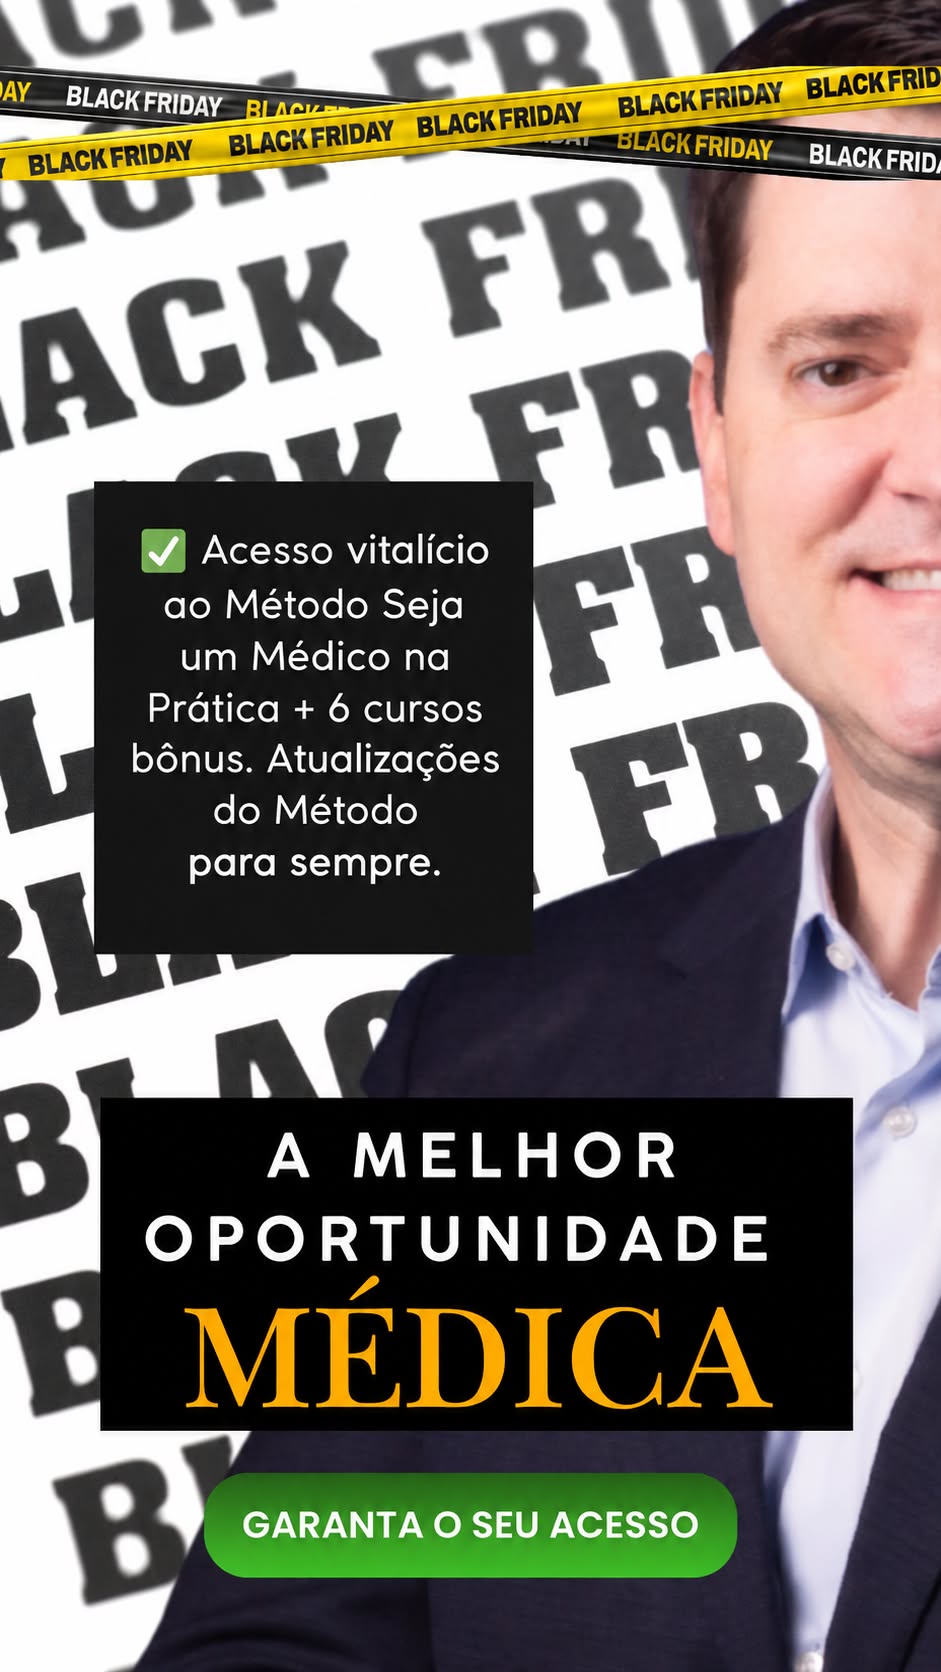 BLACK FRIDAY BLACK
BLACK FRIDAY BLACK FRIDAY BLACK FRIDAY BLACK FRIDAY
BLACK FRIDAY
✅ Acesso vitalício
ao Método Seja
um Médico na
Prática + 6 cursos
bônus. Atualizações
do Método
para sempre.
A MELHOR
OPORTUNIDADE
MÉDICA
GARANTA O SEU ACESSO